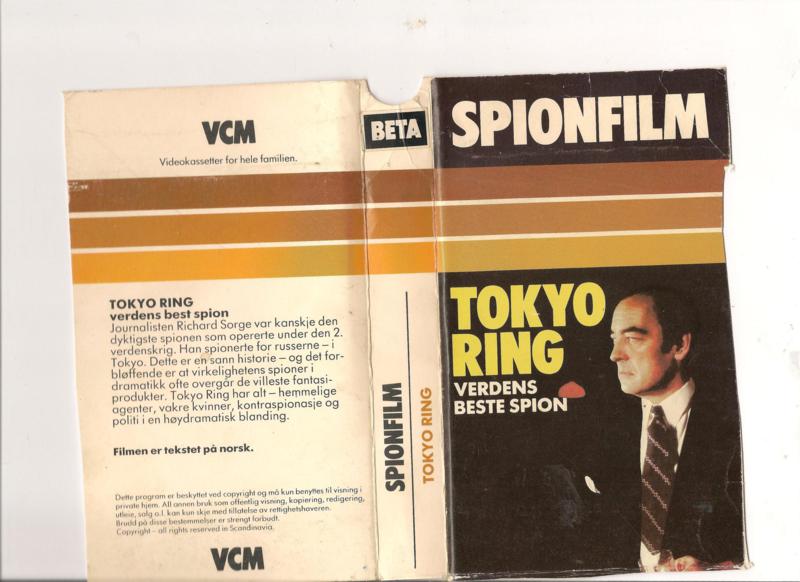 VCM
Videokassetter for hele familien.
TOKYO RING
verdens best spion
Journalisten Richard Sorge var kanskje den
dyktigste spionen som opererte under den 2.
verdenskrig. Han spionerte for russerne – i
Tokyo. Dette er en sann historie – og det for-
bløffende er at virkelighetens spioner i
dramatikk ofte overgår de villeste fantasi-
produkter. Tokyo Ring har alt – hemmelige
agenter, vakre kvinner, kontraspionasje og
politi i en høydramatisk blanding.
Filmen er tekstet på norsk.
Dette program er beskyttet ved copyright og må kun benyttes til visning i
private hjem. All annen bruk som offentlig visning, kopiering, redigering,
utleie, salg o.l. kan kun skje med tillatelse av rettighetshaveren.
Brudd på disse bestemmelser er strengt forbudt.
Copyright – all rights reserved in Scandinavia.
VCM
BETA
SPIONFILM
TOKYO RING
SPIONFILM
TOKYO
RING
VERDENS
BESTE SPION